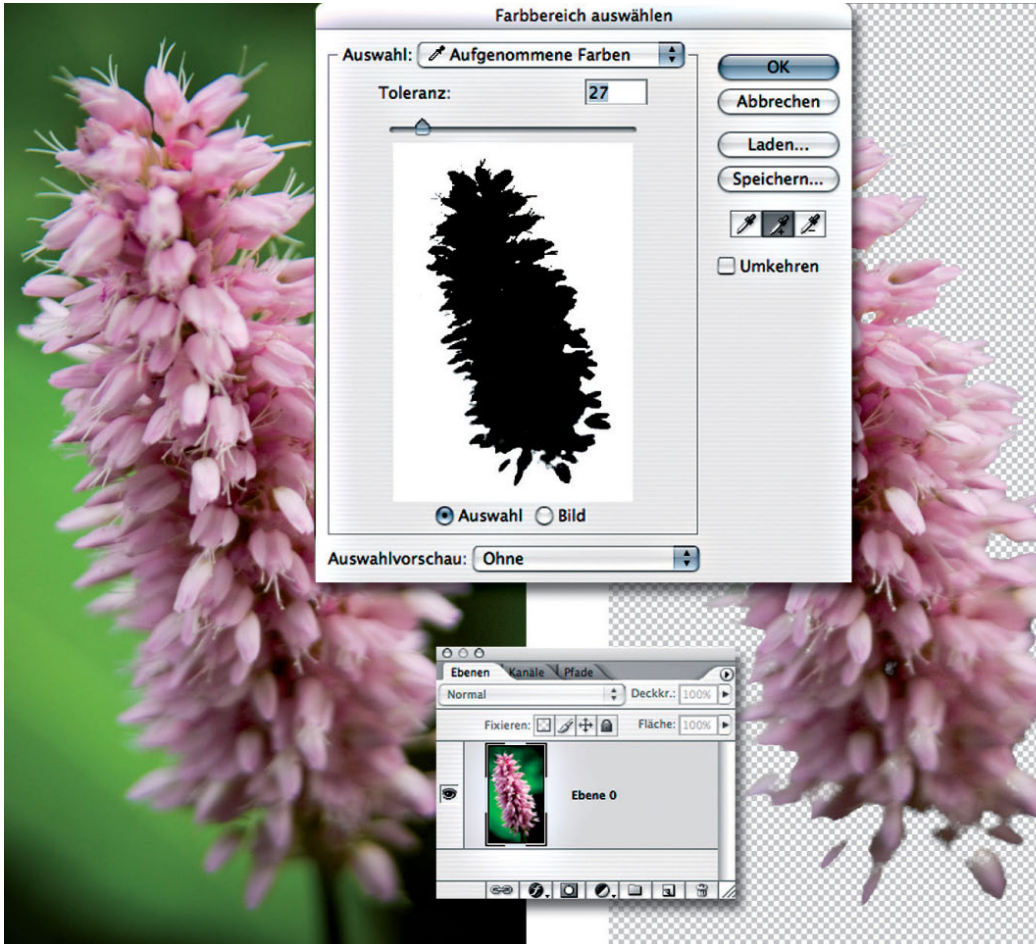 Farbbereich auswählen
Auswahl: Aufgenommene Farben
Toleranz: 27
OK
Abbrechen
Laden...
Speichern...
Umkehren
Auswahl Bild
Auswahlvorschau: Ohne
Ebenen Kanäle Pfade
Normal Deckkr.: 100%
Fixieren: Fläche: 100%
Ebene 0